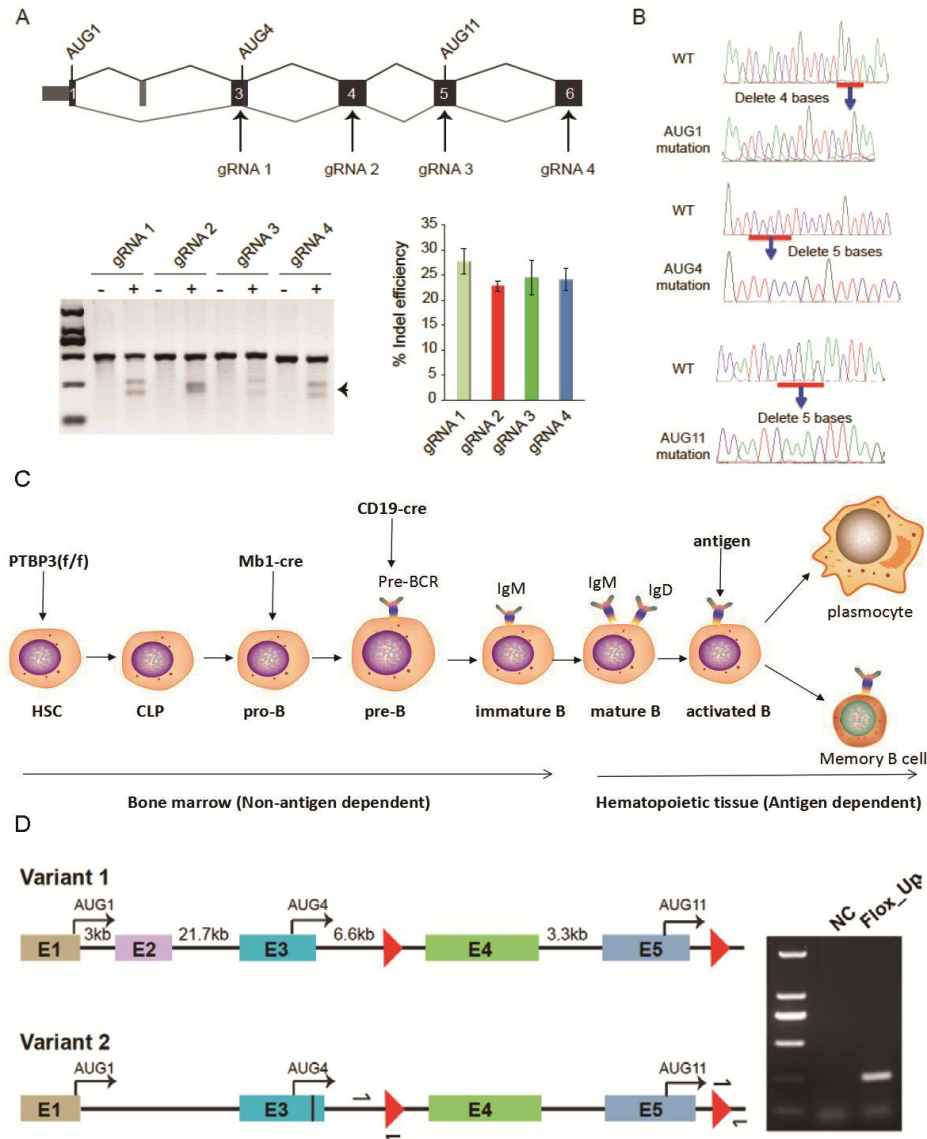 A
AUG1
AUG4
AUG11
1
3
4
5
6
gRNA 1
gRNA 2
gRNA 3
gRNA 4
gRNA 1
gRNA 2
gRNA 3
gRNA 4
- + - + - + - +
% Indel efficiency
35
30
25
20
15
10
5
0
gRNA 1
gRNA 2
gRNA 3
gRNA 4
B
WT
Delete 4 bases
AUG1
mutation
WT
Delete 5 bases
AUG4
mutation
WT
Delete 5 bases
AUG11
mutation
C
CD19-cre
PTBP3(f/f)
Mb1-cre
antigen
Pre-BCR
IgM
IgM
IgD
plasmocyte
HSC
CLP
pro-B
pre-B
immature B
mature B
activated B
Memory B cell
Bone marrow (Non-antigen dependent)
Hematopoietic tissue (Antigen dependent)
D
Variant 1
AUG1
AUG4
AUG11
3kb
21.7kb
6.6kb
3.3kb
E1
E2
E3
E4
E5
NC
Flox_Up
Variant 2
AUG1
AUG4
AUG11
E1
E3
E4
E5